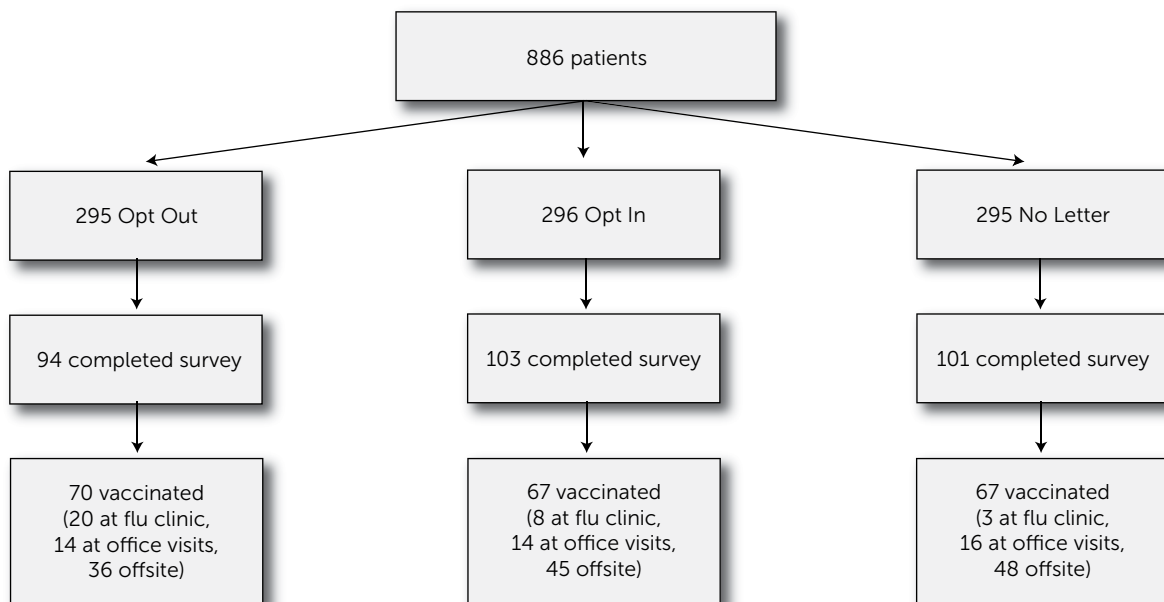 886 patients
295 Opt Out
296 Opt In
295 No Letter
94 completed survey
103 completed survey
101 completed survey
70 vaccinated
(20 at flu clinic,
14 at office visits,
36 offsite)
67 vaccinated
(8 at flu clinic,
14 at office visits,
45 offsite)
67 vaccinated
(3 at flu clinic,
16 at office visits,
48 offsite)